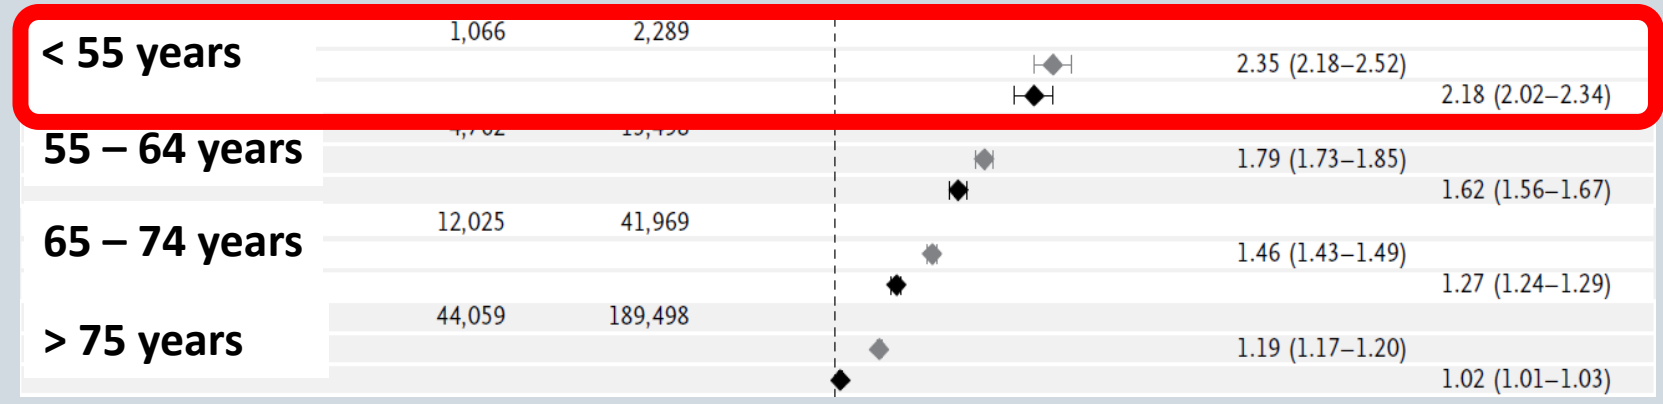 1,066 2,289
< 55 years
2.35 (2.18–2.52)
2.18 (2.02–2.34)
55 – 64 years
1.79 (1.73–1.85)
1.62 (1.56–1.67)
12,025 41,969
65 – 74 years
1.46 (1.43–1.49)
1.27 (1.24–1.29)
44,059 189,498
> 75 years
1.19 (1.17–1.20)
1.02 (1.01–1.03)